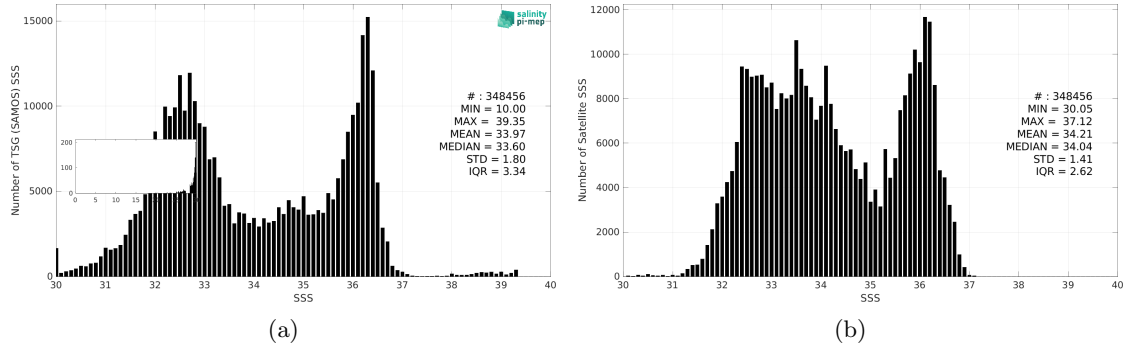 salinity
pi-mep
15000
10000
5000
0
Number of TSG (SAMOS) SSS
# : 348456
MIN = 10.00
MAX = 39.35
MEAN = 33.97
MEDIAN = 33.60
STD = 1.80
IQR = 3.34
200
100
0
0 5 10 15 20 25 30
30 31 32 33 34 35 36 37 38 39 40
SSS
(a)
12000
10000
8000
6000
4000
2000
0
Number of Satellite SSS
# : 348456
MIN = 30.05
MAX = 37.12
MEAN = 34.21
MEDIAN = 34.04
STD = 1.41
IQR = 2.62
30 31 32 33 34 35 36 37 38 39 40
SSS
(b)